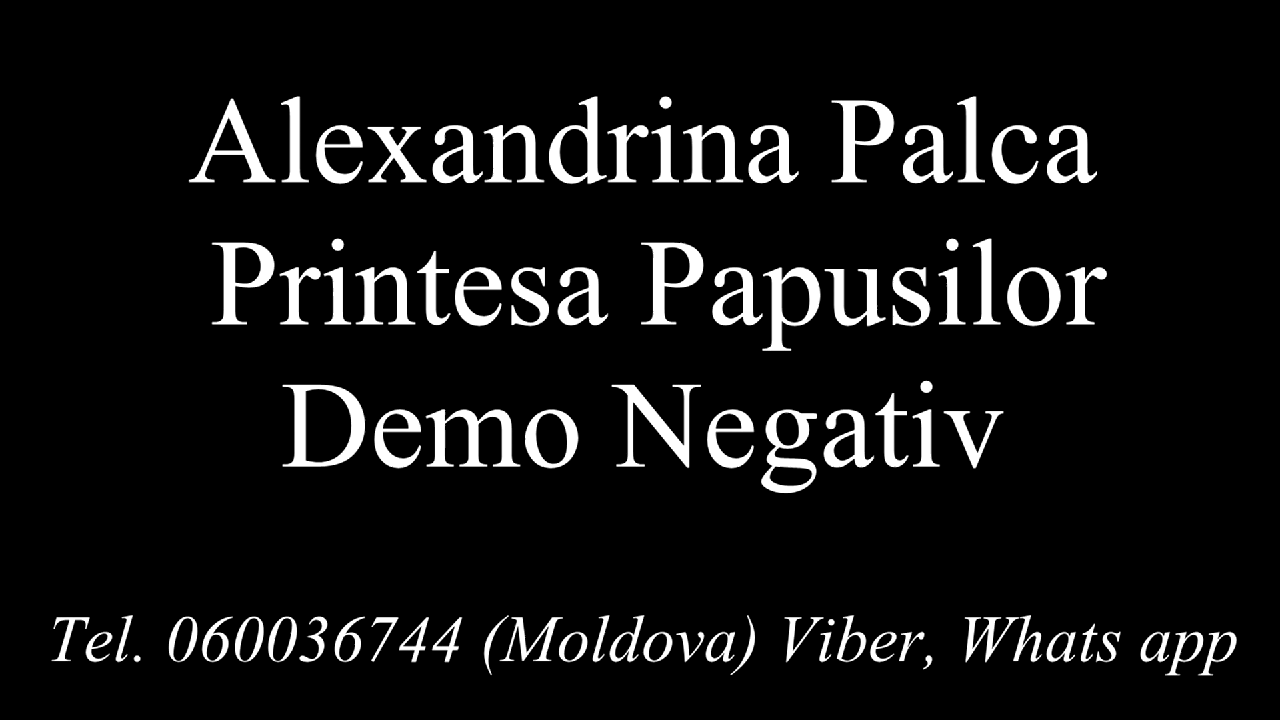 Alexandrina Palca
Printesa Papusilor
Demo Negativ
Tel. 060036744 (Moldova) Viber, Whats app